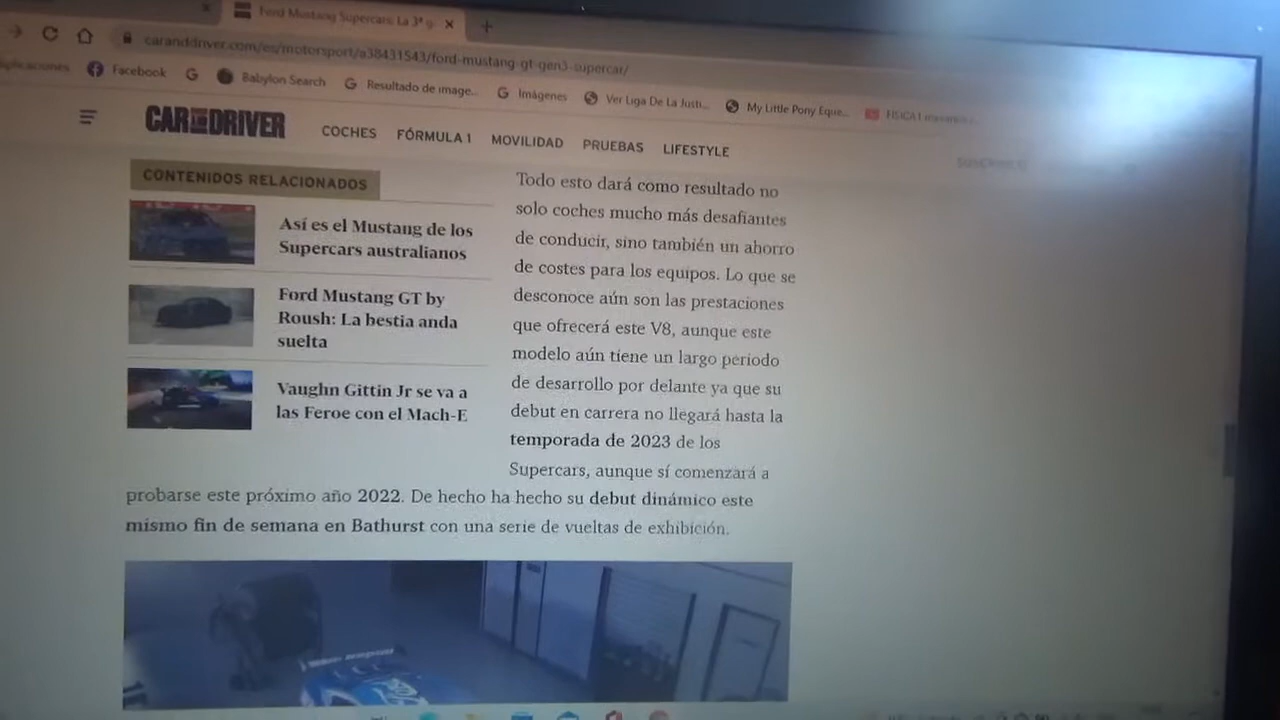 Ford Mustang Supercars: La 3ª g
caranddriver.com/es/motorsport/a38431543/ford-mustang-gt-gen3-supercar/
aplicaciones
Facebook
Babylon Search
Resultado de image...
Imágenes
Ver Liga De La Justi...
My Little Pony Eque...
CAR AND DRIVER
COCHES
FÓRMULA 1
MOVILIDAD
PRUEBAS
LIFESTYLE
CONTENIDOS RELACIONADOS
Así es el Mustang de los
Supercars australianos
Ford Mustang GT by
Roush: La bestia anda
suelta
Vaughn Gittin Jr se va a
las Feroe con el Mach-E
Todo esto dará como resultado no
solo coches mucho más desafiantes
de conducir, sino también un ahorro
de costes para los equipos. Lo que se
desconoce aún son las prestaciones
que ofrecerá este V8, aunque este
modelo aún tiene un largo periodo
de desarrollo por delante ya que su
debut en carrera no llegará hasta la
temporada de 2023 de los
Supercars, aunque sí comenzará a
probarse este próximo año 2022. De hecho ha hecho su debut dinámico este
mismo fin de semana en Bathurst con una serie de vueltas de exhibición.